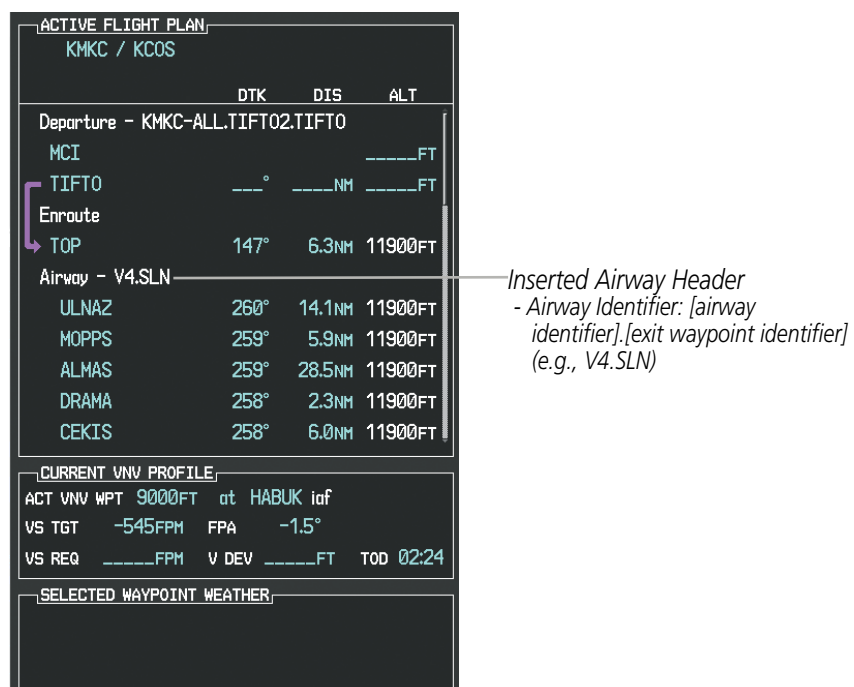 ACTIVE FLIGHT PLAN
KMKC / KCOS
DTK DIS ALT
Departure - KMKC-ALL.TIFTO2.TIFTO
MCI _____FT
TIFTO ___° ____NM _____FT
Enroute
TOP 147° 6.3NM 11900FT
Airway - V4.SLN
ULNAZ 260° 14.1NM 11900FT
MOPPS 259° 5.9NM 11900FT
ALMAS 259° 28.5NM 11900FT
DRAMA 258° 2.3NM 11900FT
CEKIS 258° 6.0NM 11900FT
Inserted Airway Header
- Airway Identifier: [airway
identifier].[exit waypoint identifier]
(e.g., V4.SLN)
CURRENT VNV PROFILE
ACT VNV WPT 9000FT at HABUK iaf
VS TGT -545FPM FPA -1.5°
VS REQ _____FPM V DEV _____FT TOD 02:24
SELECTED WAYPOINT WEATHER